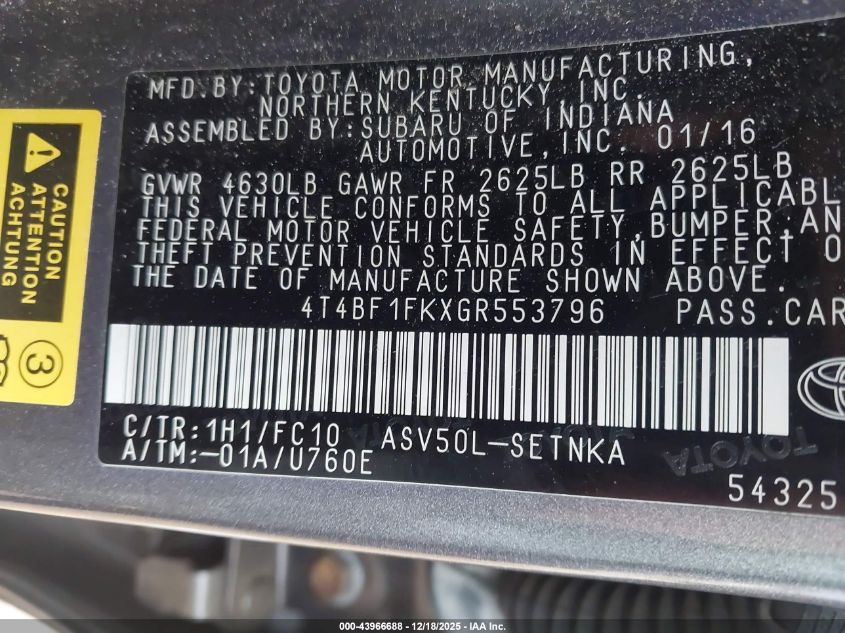 MFD. BY: TOYOTA MOTOR MANUFACTURING,
NORTHERN KENTUCKY, INC.
ASSEMBLED BY: SUBARU OF INDIANA
AUTOMOTIVE, INC. 01/16
GVWR 4630LB GAWR FR 2625LB RR 2625LB
THIS VEHICLE CONFORMS TO ALL APPLICABL
FEDERAL MOTOR VEHICLE SAFETY, BUMPER, AN
THEFT PREVENTION STANDARDS IN EFFECT O
THE DATE OF MANUFACTURE SHOWN ABOVE.
4T4BF1FKXGR553796 PASS. CAR
C/TR: 1H1/FC10 ASV50L-SETNKA
A/TM:-01A/U760E
TOYOTA
54325
CAUTION
ATTENTION
ACHTUNG
3
000-43966688 - 12/18/2025 - IAA Inc.